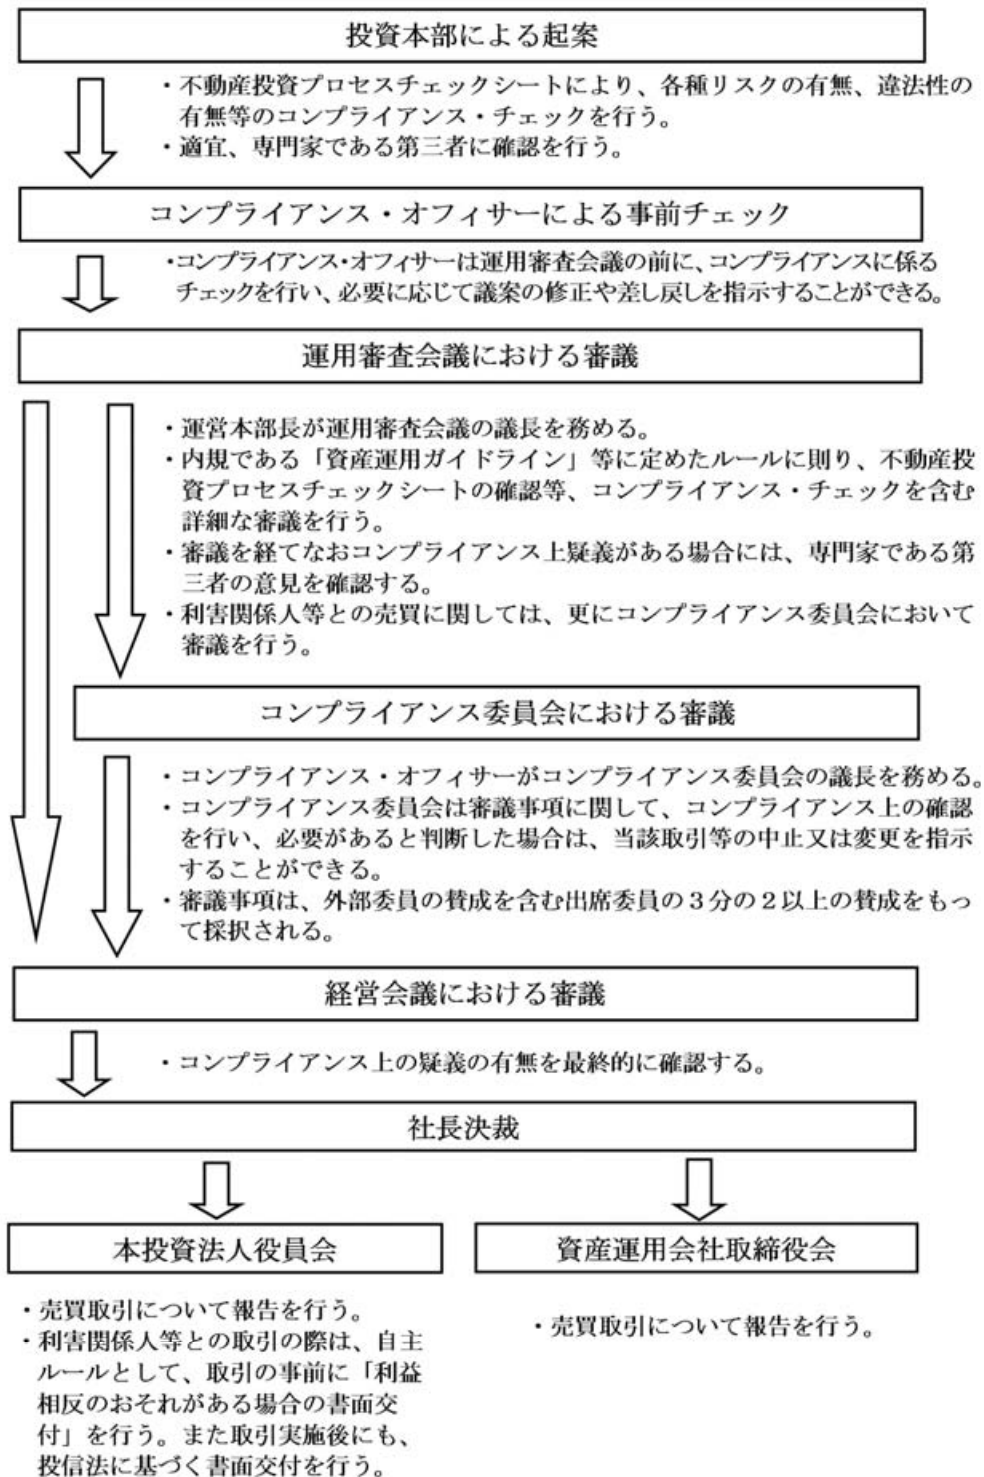 投資本部による起案
・不動産投資プロセスチェックシートにより、各種リスクの有無、違法性の
有無等のコンプライアンス・チェックを行う。
・適宜、専門家である第三者に確認を行う。
コンプライアンス・オフィサーによる事前チェック
・コンプライアンス・オフィサーは運用審査会議の前に、コンプライアンスに係る
チェックを行い、必要に応じて議案の修正や差し戻しを指示することができる。
運用審査会議における審議
・運営本部長が運用審査会議の議長を務める。
・内規である「資産運用ガイドライン」等に定めたルールに則り、不動産投
資プロセスチェックシートの確認等、コンプライアンス・チェックを含む
詳細な審議を行う。
・審議を経てなおコンプライアンス上疑義がある場合には、専門家である第
三者の意見を確認する。
・利害関係人等との売買に関しては、更にコンプライアンス委員会において
審議を行う。
コンプライアンス委員会における審議
・コンプライアンス・オフィサーがコンプライアンス委員会の議長を務める。
・コンプライアンス委員会は審議事項に関して、コンプライアンス上の確認
を行い、必要があると判断した場合は、当該取引等の中止又は変更を指示
することができる。
・審議事項は、外部委員の賛成を含む出席委員の３分の２以上の賛成をもっ
て採択される。
経営会議における審議
・コンプライアンス上の疑義の有無を最終的に確認する。
社長決裁
本投資法人役員会
資産運用会社取締役会
・売買取引について報告を行う。
・利害関係人等との取引の際は、自主
ルールとして、取引の事前に「利益
相反のおそれがある場合の書面交
付」を行う。また取引実施後にも、
投信法に基づく書面交付を行う。
・売買取引について報告を行う。